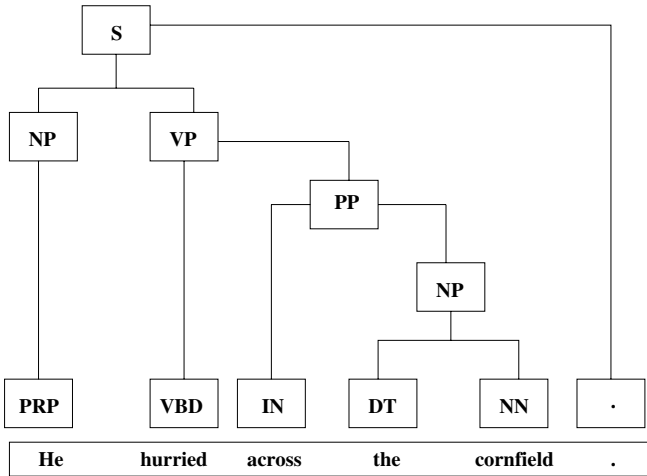 S
NP VP
PP
NP
PRP VBD IN DT NN .
He hurried across the cornfield .